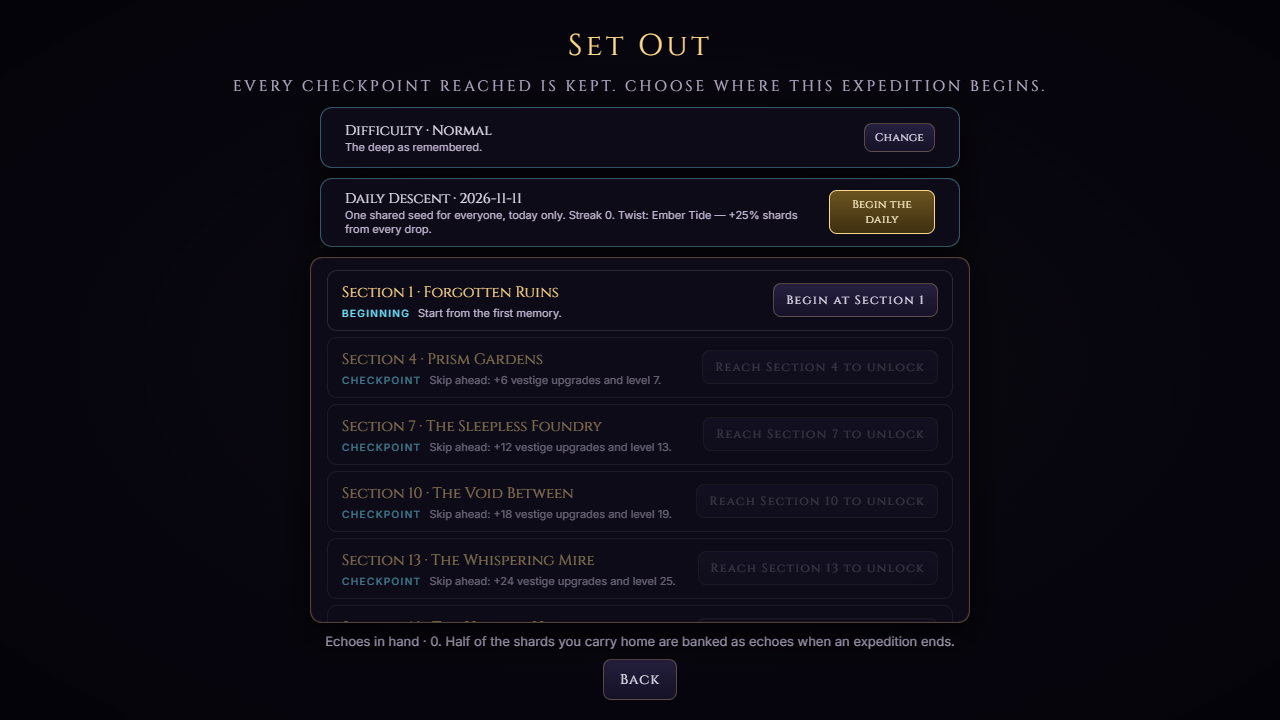 Set Out
EVERY CHECKPOINT REACHED IS KEPT. CHOOSE WHERE THIS EXPEDITION BEGINS.
Difficulty · Normal
The deep as remembered.
Change
Daily Descent · 2026-11-11
One shared seed for everyone, today only. Streak 0. Twist: Ember Tide — +25% shards
from every drop.
Begin the
daily
Section 1 · Forgotten Ruins
BEGINNING Start from the first memory.
Begin at Section 1
Section 4 · Prism Gardens
CHECKPOINT Skip ahead: +6 vestige upgrades and level 7.
Reach Section 4 to unlock
Section 7 · The Sleepless Foundry
CHECKPOINT Skip ahead: +12 vestige upgrades and level 13.
Reach Section 7 to unlock
Section 10 · The Void Between
CHECKPOINT Skip ahead: +18 vestige upgrades and level 19.
Reach Section 10 to unlock
Section 13 · The Whispering Mire
CHECKPOINT Skip ahead: +24 vestige upgrades and level 25.
Reach Section 13 to unlock
Echoes in hand · 0. Half of the shards you carry home are banked as echoes when an expedition ends.
Back